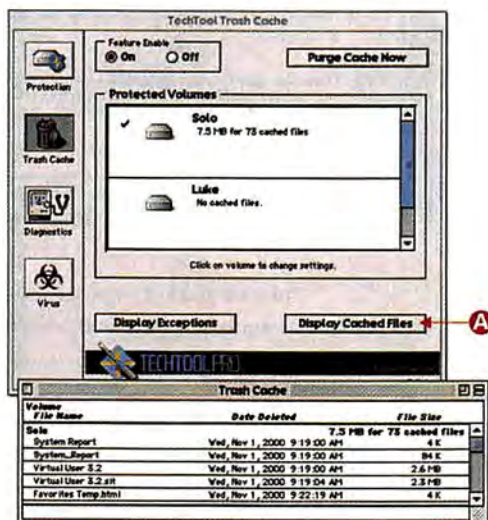 TechTool Trash Cache
Feature Enable
On Off
Purge Cache Now
Protection
Protected Volumes
Solo
7.5 MB for 73 cached files
Trash Cache
Luke
No cached files.
Diagnostics
Click on volume to change settings.
Virus
Display Exceptions
Display Cached Files
A
TECHTOOL PRO
Trash Cache
Volume
File Name Date Deleted File Size
Solo 7.5 MB for 73 cached files
System Report Wed, Nov 1, 2000 9:19:00 AM 4 K
System_Report Wed, Nov 1, 2000 9:19:00 AM 84 K
Virtual User 3.2 Wed, Nov 1, 2000 9:19:00 AM 2.6 MB
Virtual User 3.2.sit Wed, Nov 1, 2000 9:19:04 AM 2.3 MB
Favorites Temp.html Wed, Nov 1, 2000 9:22:19 AM 4 K